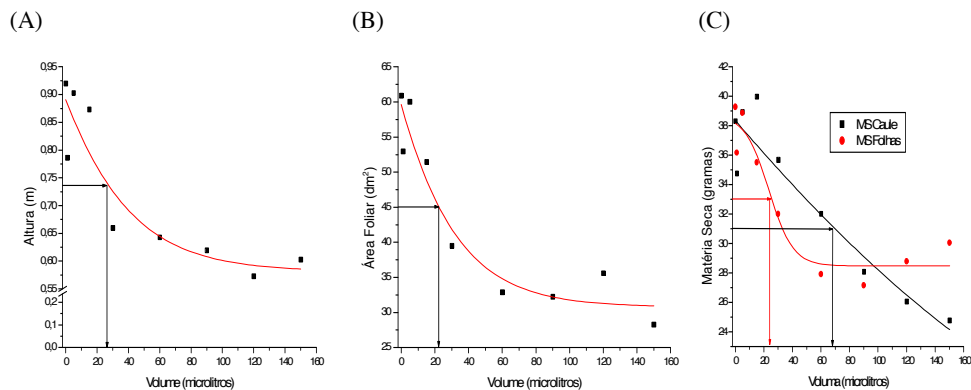 (A)
(B)
(C)
0,95
0,90
0,85
0,80
0,75
0,70
0,65
0,60
0,55
0,2
0,1
0,0
Altura (m)
0 20 40 60 80 100 120 140 160
Volume (microlitros)
65
60
55
50
45
40
35
30
25
Área Foliar (dm²)
0 20 40 60 80 100 120 140 160
Volume (microlitros)
42
40
38
36
34
32
30
28
26
24
Matéria Seca (gramas)
MSCaule
MSFolhas
0 20 40 60 80 100 120 140 160
Voluma (microlitros)